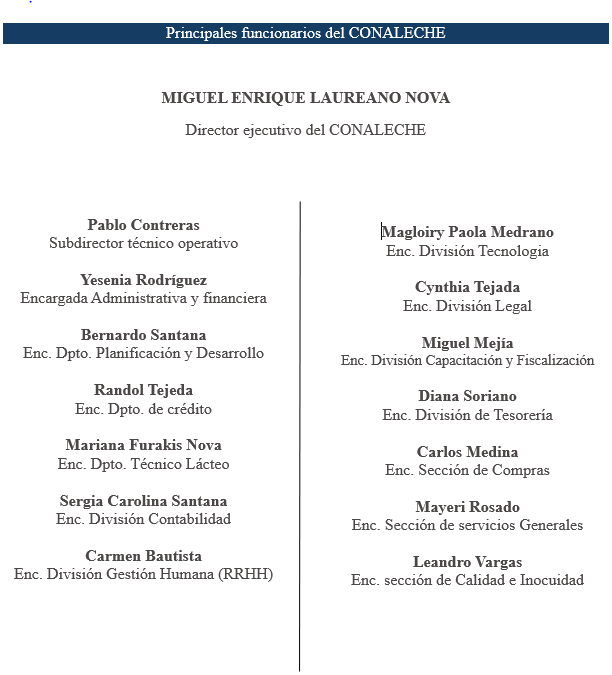 Principales funcionarios del CONALECHE
MIGUEL ENRIQUE LAUREANO NOVA
Director ejecutivo del CONALECHE
Pablo Contreras
Subdirector técnico operativo
Yesenia Rodríguez
Encargada Administrativa y financiera
Bernardo Santana
Enc. Dpto. Planificación y Desarrollo
Randol Tejeda
Enc. Dpto. de crédito
Mariana Furakis Nova
Enc. Dpto. Técnico Lácteo
Sergia Carolina Santana
Enc. División Contabilidad
Carmen Bautista
Enc. División Gestión Humana (RRHH)
Magloiry Paola Medrano
Enc. División Tecnologia
Cynthia Tejada
Enc. División Legal
Miguel Mejía
Enc. División Capacitación y Fiscalización
Diana Soriano
Enc. División de Tesorería
Carlos Medina
Enc. Sección de Compras
Mayeri Rosado
Enc. Sección de servicios Generales
Leandro Vargas
Enc. sección de Calidad e Inocuidad